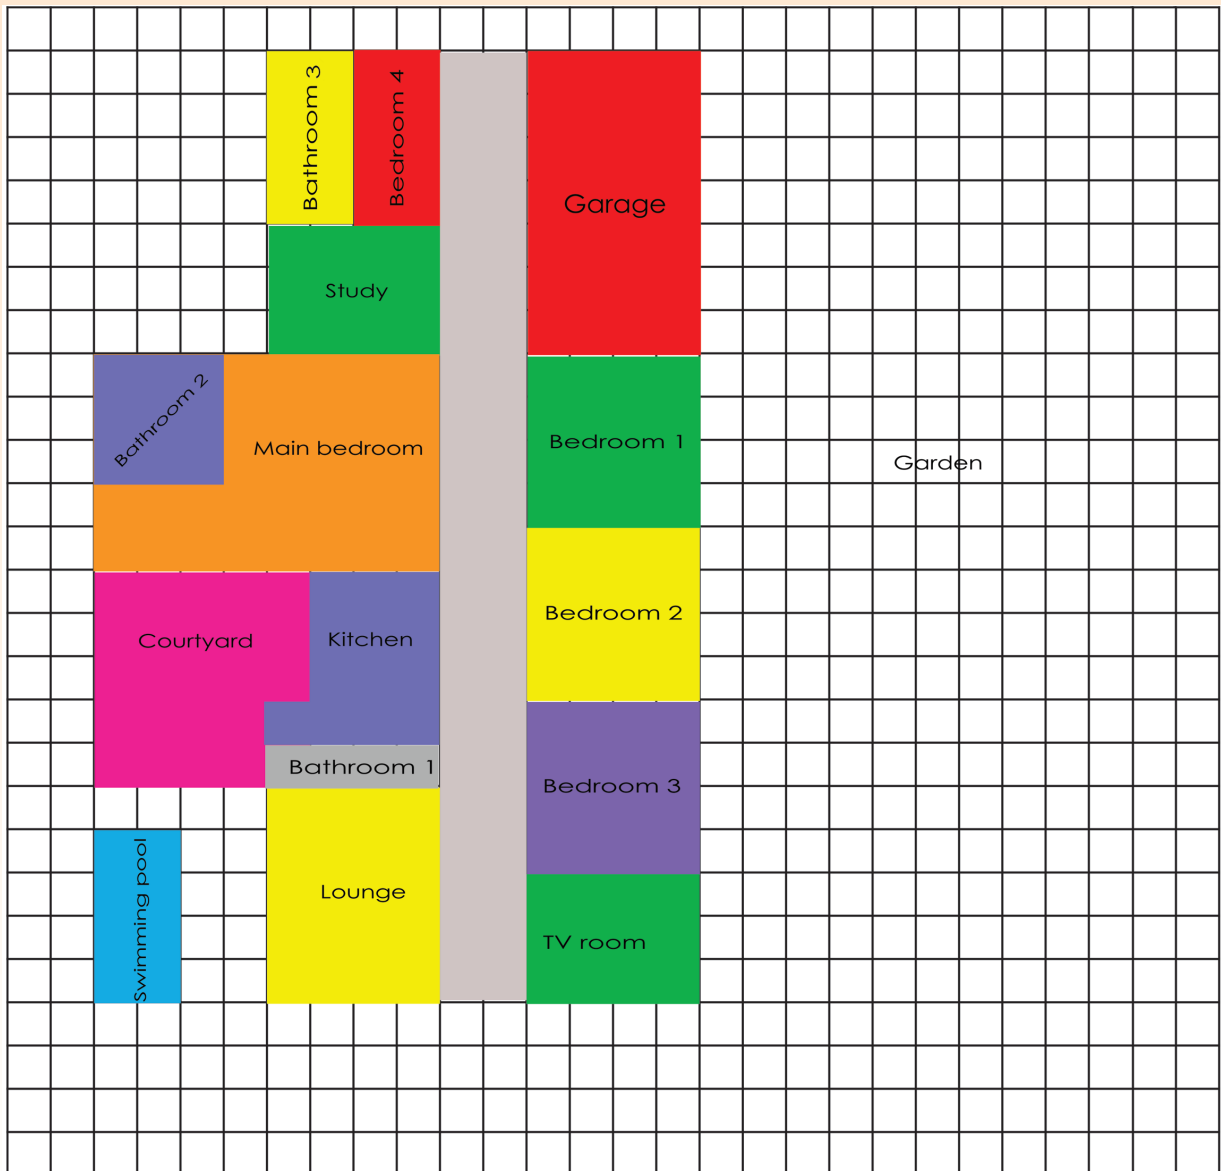 Bathroom 3
Bedroom 4
Garage
Study
Bathroom 2
Main bedroom
Bedroom 1
Garden
Courtyard
Kitchen
Bedroom 2
Bathroom 1
Bedroom 3
Swimming pool
Lounge
TV room